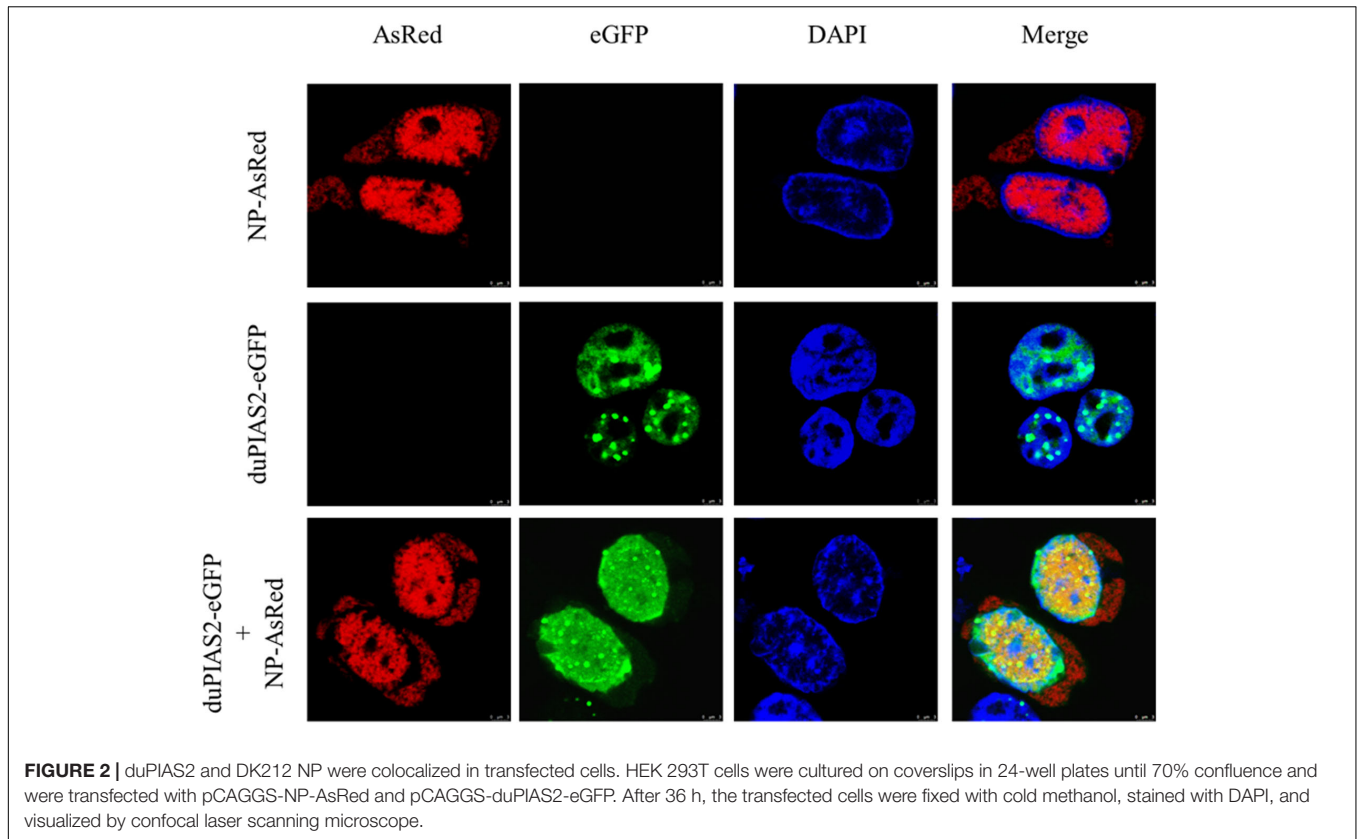 AsRed eGFP DAPI Merge
NP-AsRed
duPIAS2-eGFP
duPIAS2-eGFP
+
NP-AsRed
FIGURE 2 | duPIAS2 and DK212 NP were colocalized in transfected cells. HEK 293T cells were cultured on coverslips in 24-well plates until 70% confluence and
were transfected with pCAGGS-NP-AsRed and pCAGGS-duPIAS2-eGFP. After 36 h, the transfected cells were fixed with cold methanol, stained with DAPI, and
visualized by confocal laser scanning microscope.